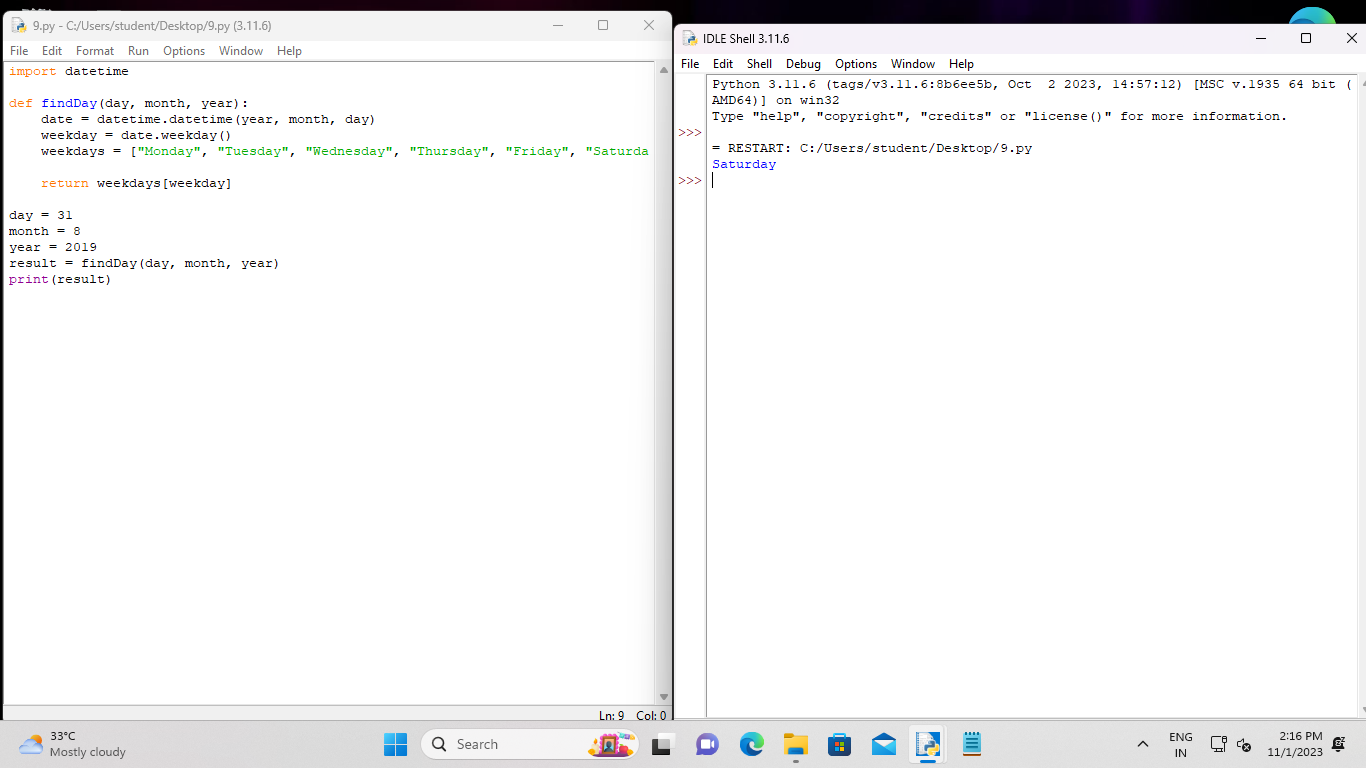 9.py - C:/Users/student/Desktop/9.py (3.11.6)
File Edit Format Run Options Window Help
import datetime
def findDay(day, month, year):
    date = datetime.datetime(year, month, day)
    weekday = date.weekday()
    weekdays = ["Monday", "Tuesday", "Wednesday", "Thursday", "Friday", "Saturda
    return weekdays[weekday]
day = 31
month = 8
year = 2019
result = findDay(day, month, year)
print(result)
Ln: 9 Col: 0
IDLE Shell 3.11.6
File Edit Shell Debug Options Window Help
Python 3.11.6 (tags/v3.11.6:8b6ee5b, Oct  2 2023, 14:57:12) [MSC v.1935 64 bit (
AMD64)] on win32
Type "help", "copyright", "credits" or "license()" for more information.
>>>
= RESTART: C:/Users/student/Desktop/9.py
Saturday
>>>
33°C
Mostly cloudy
Search
ENG
IN
2:16 PM
11/1/2023